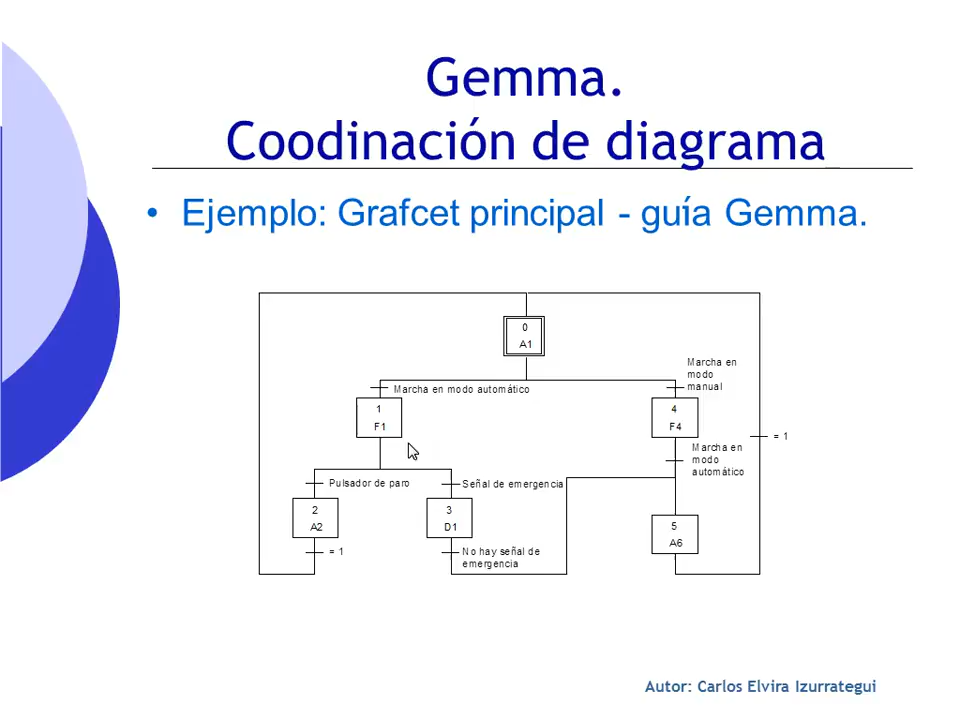 Gemma.
Coodinación de diagrama
• Ejemplo: Grafcet principal - guía Gemma.
0
A1
Marcha en
modo
manual
Marcha en modo automático
1
F1
4
F4
= 1
Marcha en
modo
automático
Pulsador de paro
Señal de emergencia
2
A2
3
D1
5
A6
= 1
No hay señal de
emergencia
Autor: Carlos Elvira Izurrategui